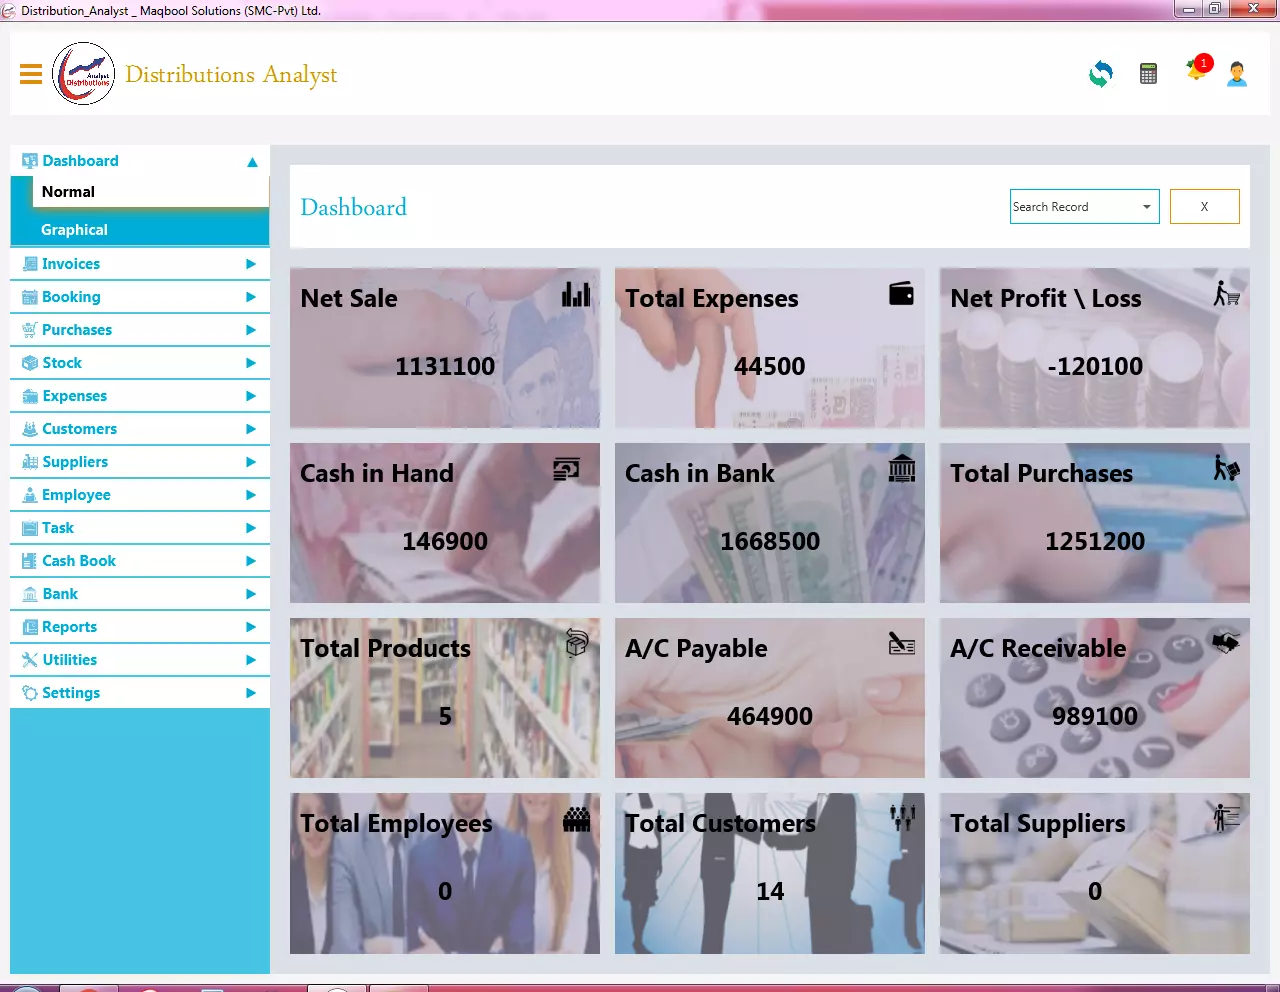 Distribution_Analyst _ Maqbool Solutions (SMC-Pvt) Ltd.
Analyst
Distributions
Distributions Analyst
1
Dashboard
Normal
Graphical
Invoices
Booking
Purchases
Stock
Expenses
Customers
Suppliers
Employee
Task
Cash Book
Bank
Reports
Utilities
Settings
Dashboard
Search Record
X
Net Sale
1131100
Total Expenses
44500
Net Profit \ Loss
-120100
Cash in Hand
146900
Cash in Bank
1668500
Total Purchases
1251200
Total Products
5
A/C Payable
464900
A/C Receivable
989100
Total Employees
0
Total Customers
14
Total Suppliers
0